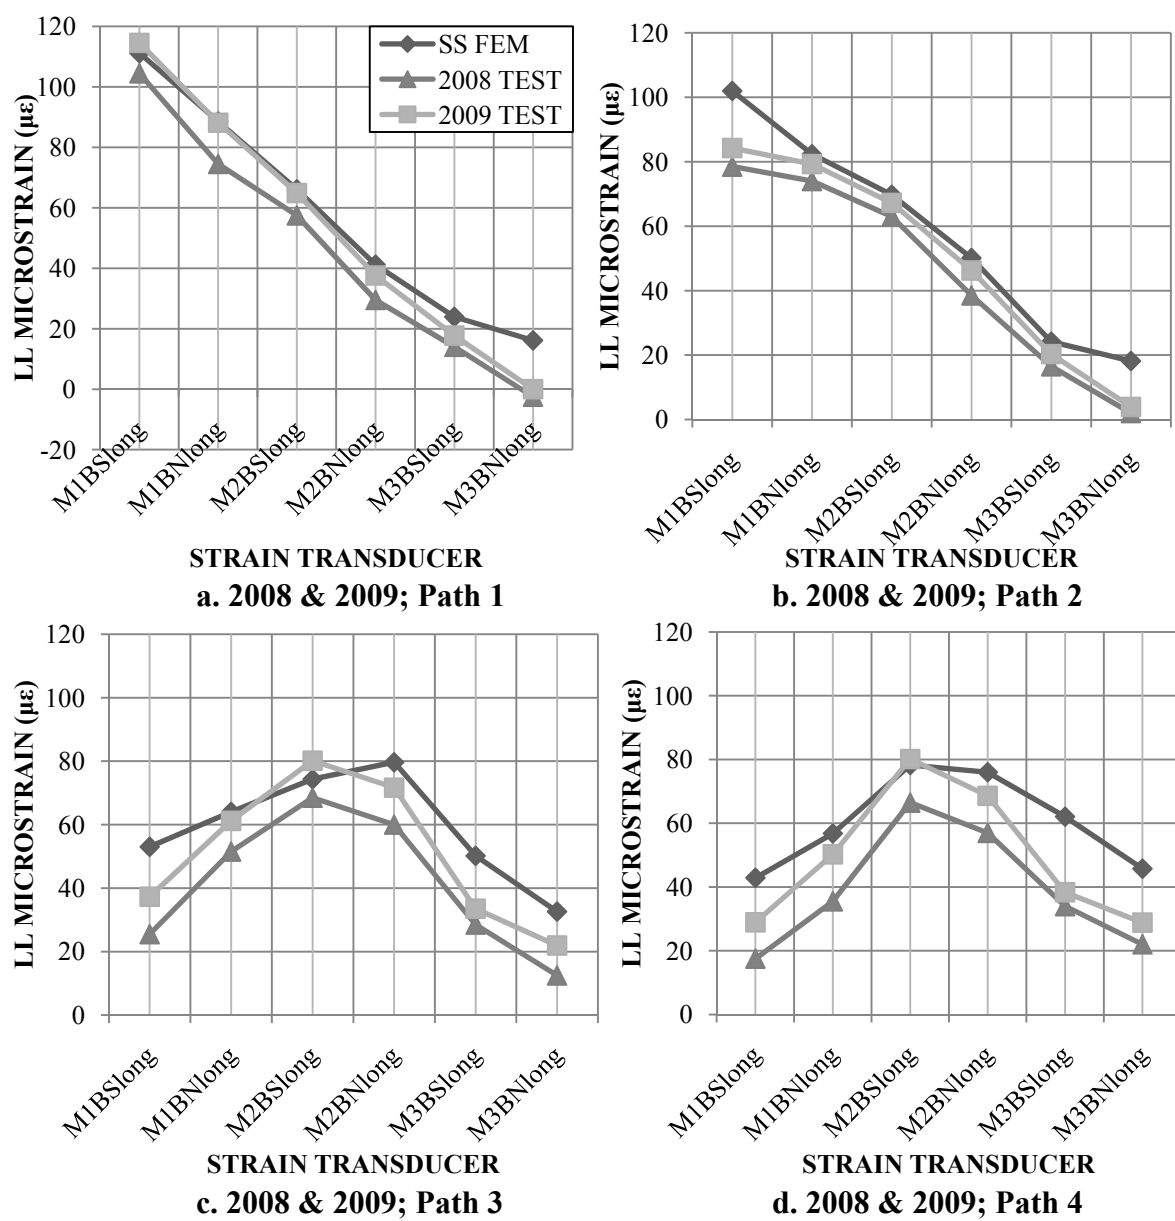 120
100
80
60
40
20
0
-20
LL MICROSTRAIN (με)
SS FEM
2008 TEST
2009 TEST
M1BSlong
M1BNlong
M2BSlong
M2BNlong
M3BSlong
M3BNlong
STRAIN TRANSDUCER
a. 2008 & 2009; Path 1
120
100
80
60
40
20
0
LL MICROSTRAIN (με)
M1BSlong
M1BNlong
M2BSlong
M2BNlong
M3BSlong
M3BNlong
STRAIN TRANSDUCER
b. 2008 & 2009; Path 2
120
100
80
60
40
20
0
LL MICROSTRAIN (με)
M1BSlong
M1BNlong
M2BSlong
M2BNlong
M3BSlong
M3BNlong
STRAIN TRANSDUCER
c. 2008 & 2009; Path 3
120
100
80
60
40
20
0
LL MICROSTRAIN (με)
M1BSlong
M1BNlong
M2BSlong
M2BNlong
M3BSlong
M3BNlong
STRAIN TRANSDUCER
d. 2008 & 2009; Path 4